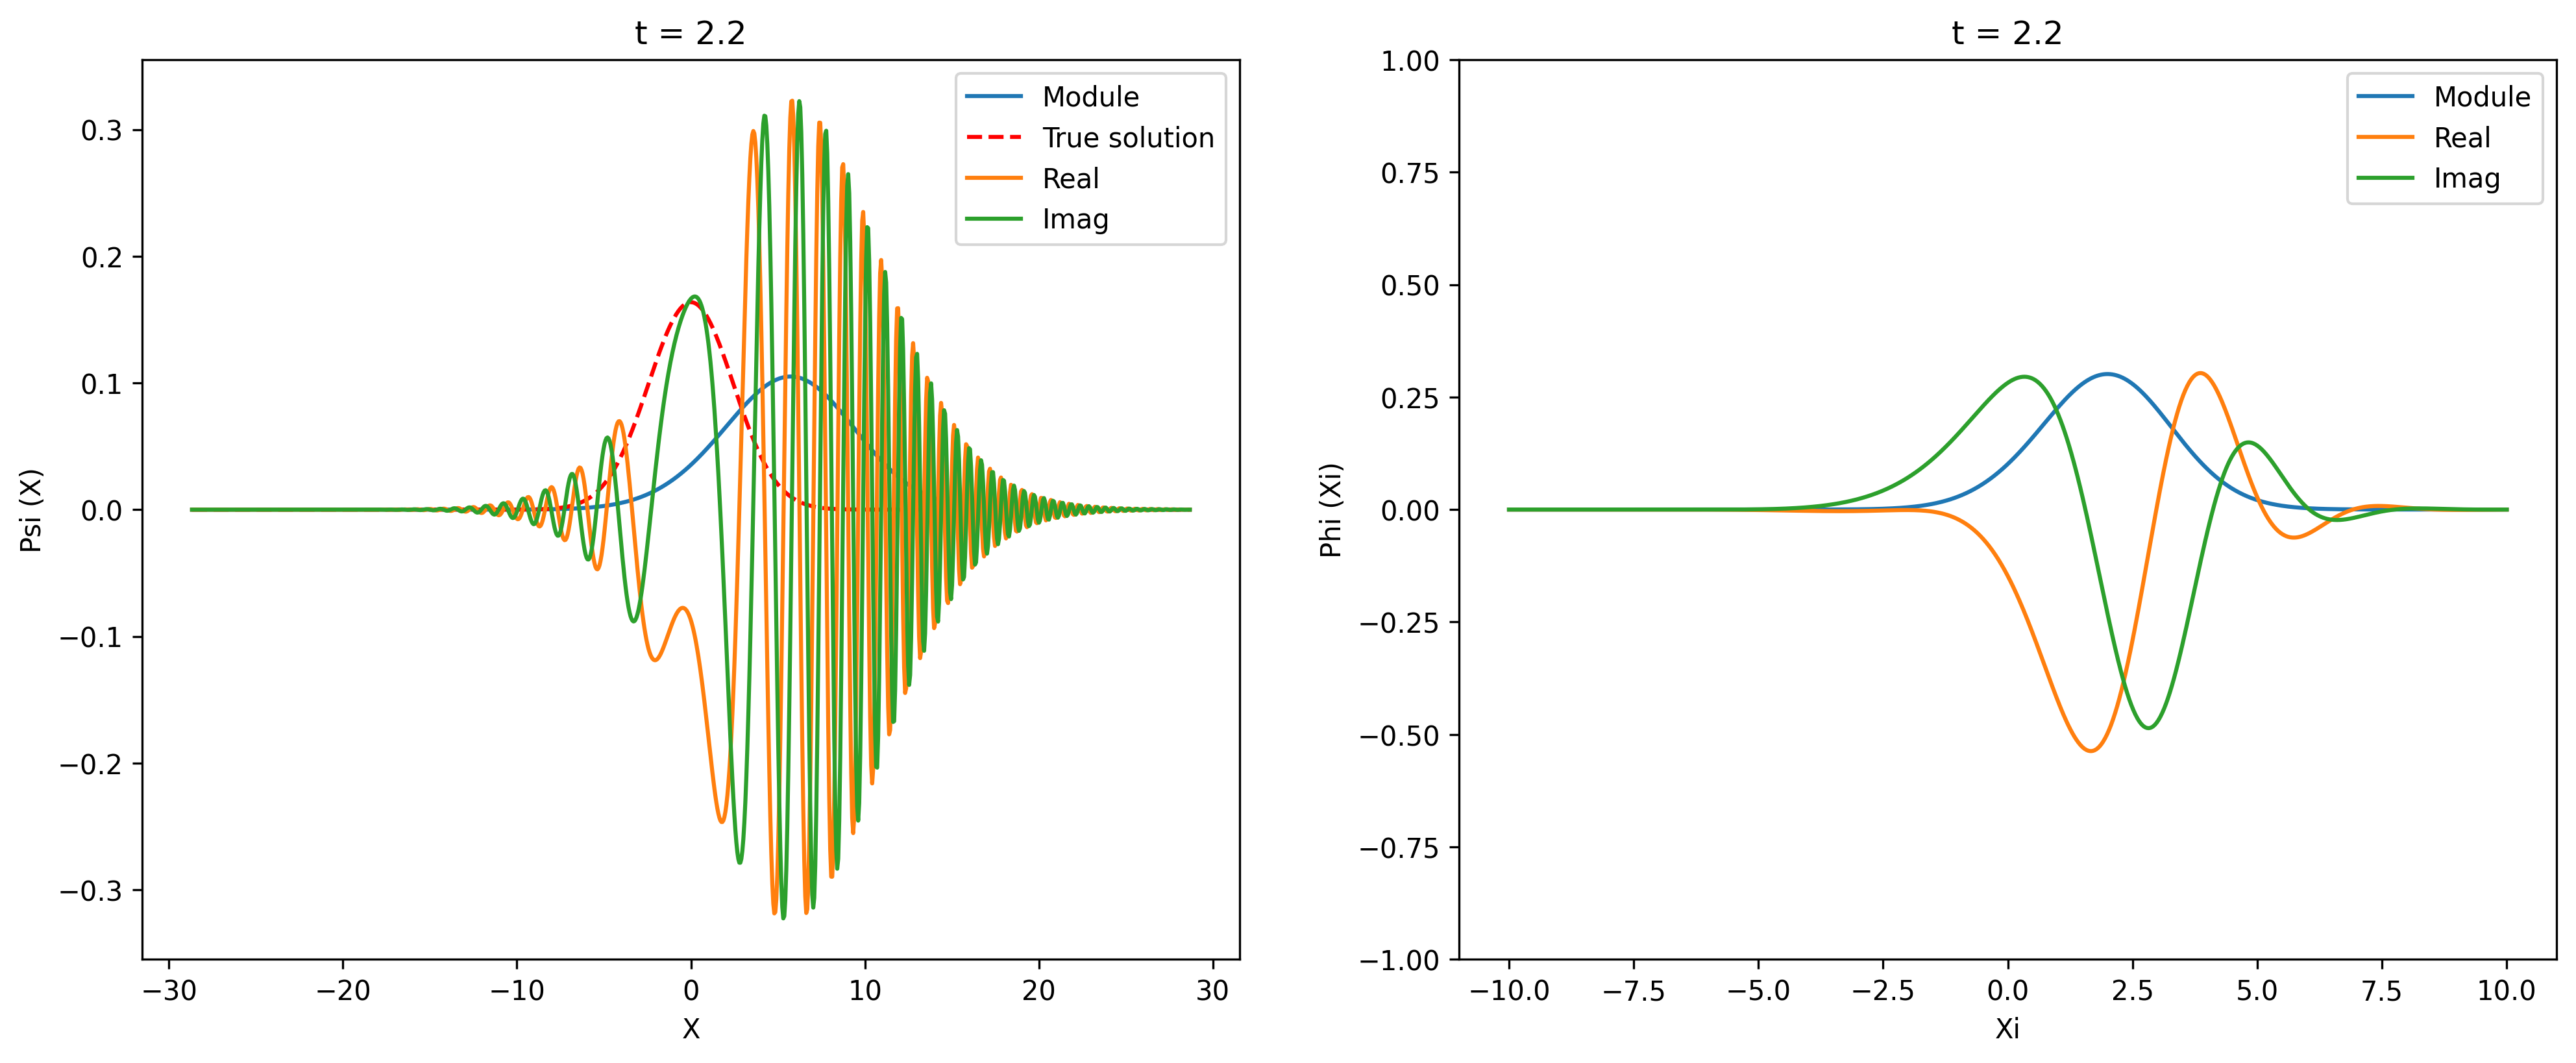 t = 2.2
Psi (X)
0.3
0.2
0.1
0.0
−0.1
−0.2
−0.3
−30
−20
−10
0
10
20
30
X
Module
True solution
Real
Imag
t = 2.2
Phi (Xi)
1.00
0.75
0.50
0.25
0.00
−0.25
−0.50
−0.75
−1.00
−10.0
−7.5
−5.0
−2.5
0.0
2.5
5.0
7.5
10.0
Xi
Module
Real
Imag